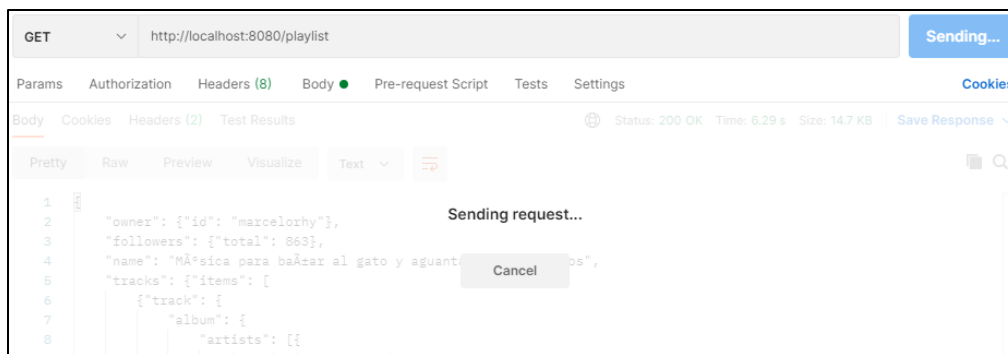 GET http://localhost:8080/playlist Sending...
Params Authorization Headers (8) Body Pre-request Script Tests Settings Cookies
Body Cookies Headers (2) Test Results Status: 200 OK Time: 6.29 s Size: 14.7 KB Save Response
Pretty Raw Preview Visualize Text
1 {
2 "owner": {"id": "marcelorhy"},
3 "followers": {"total": 863},
Sending request...
4 "name": "MÃºsica para baÃ±ar al gato y aguant os",
Cancel
5 "tracks": {"items": [
6 {"track": {
7 "album": {
8 "artists": [{